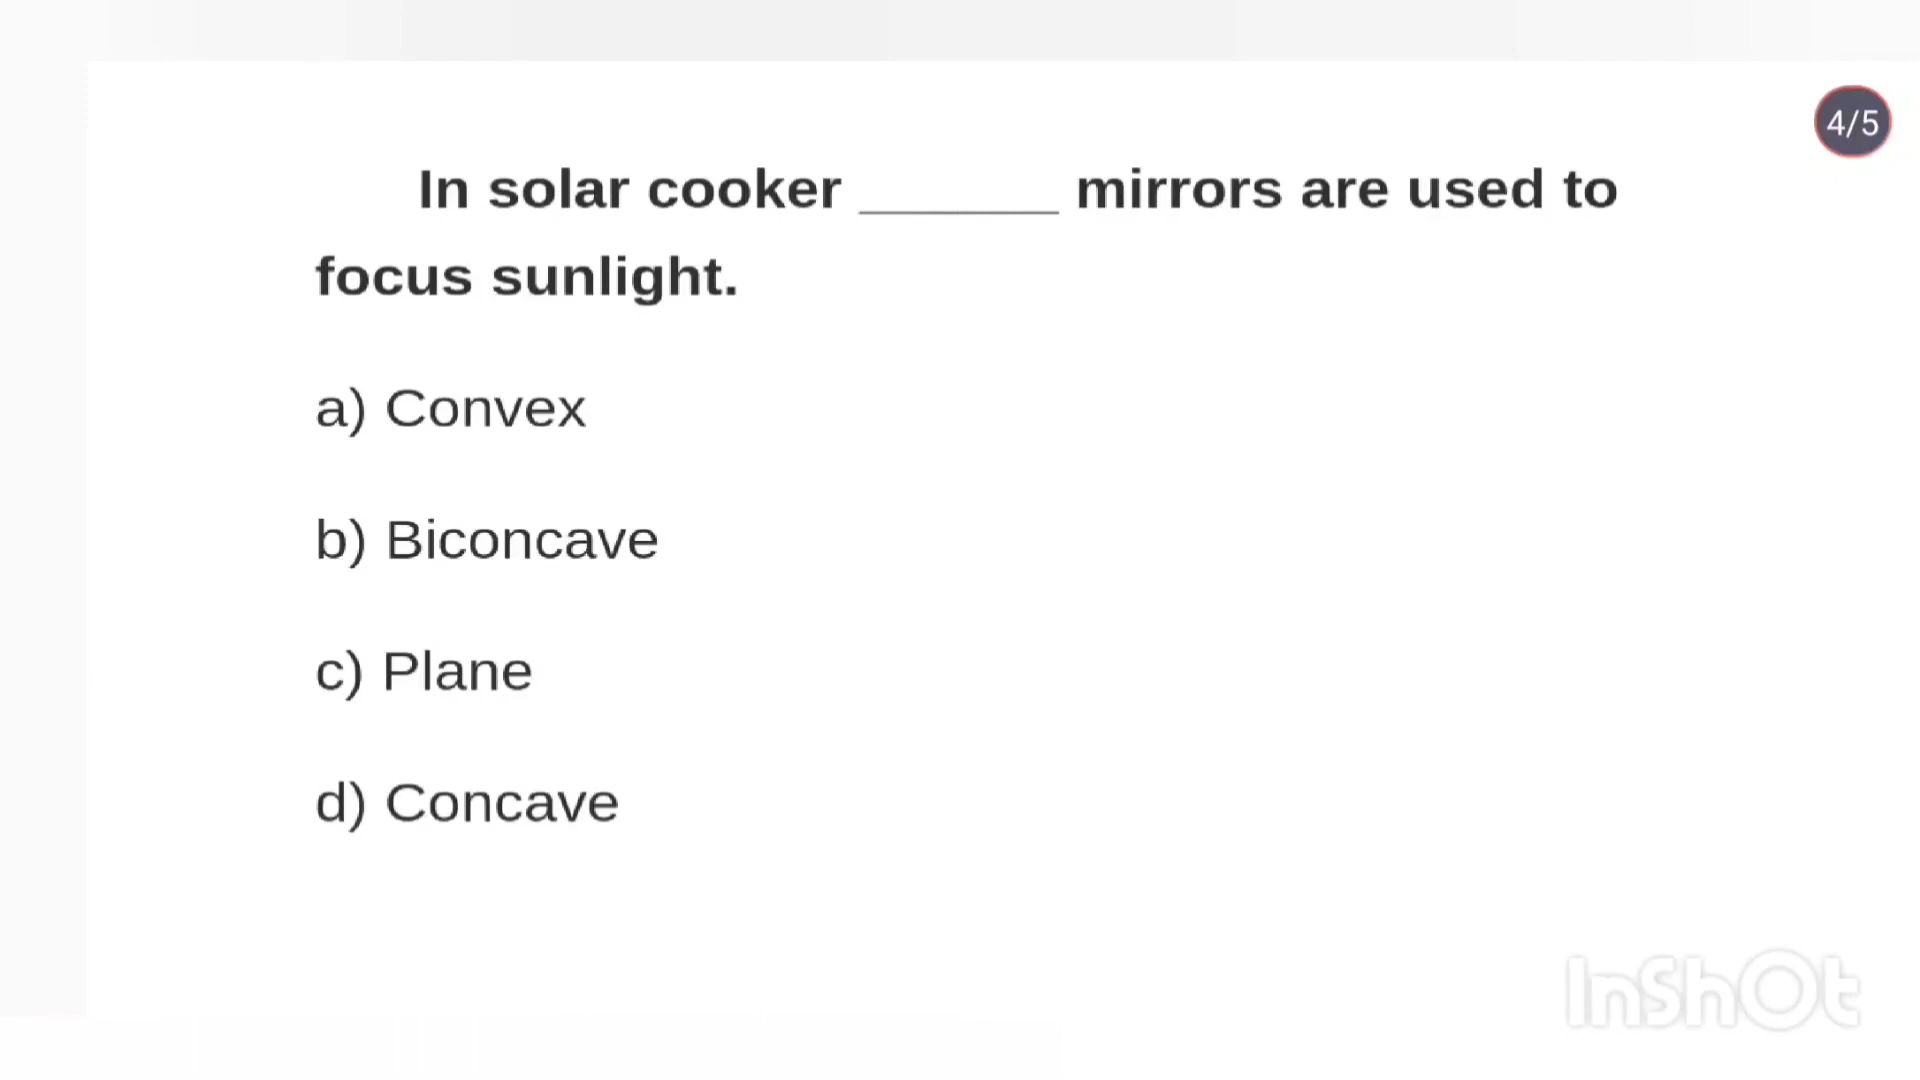 4/5
In solar cooker _______ mirrors are used to
focus sunlight.
a) Convex
b) Biconcave
c) Plane
d) Concave
InShOt